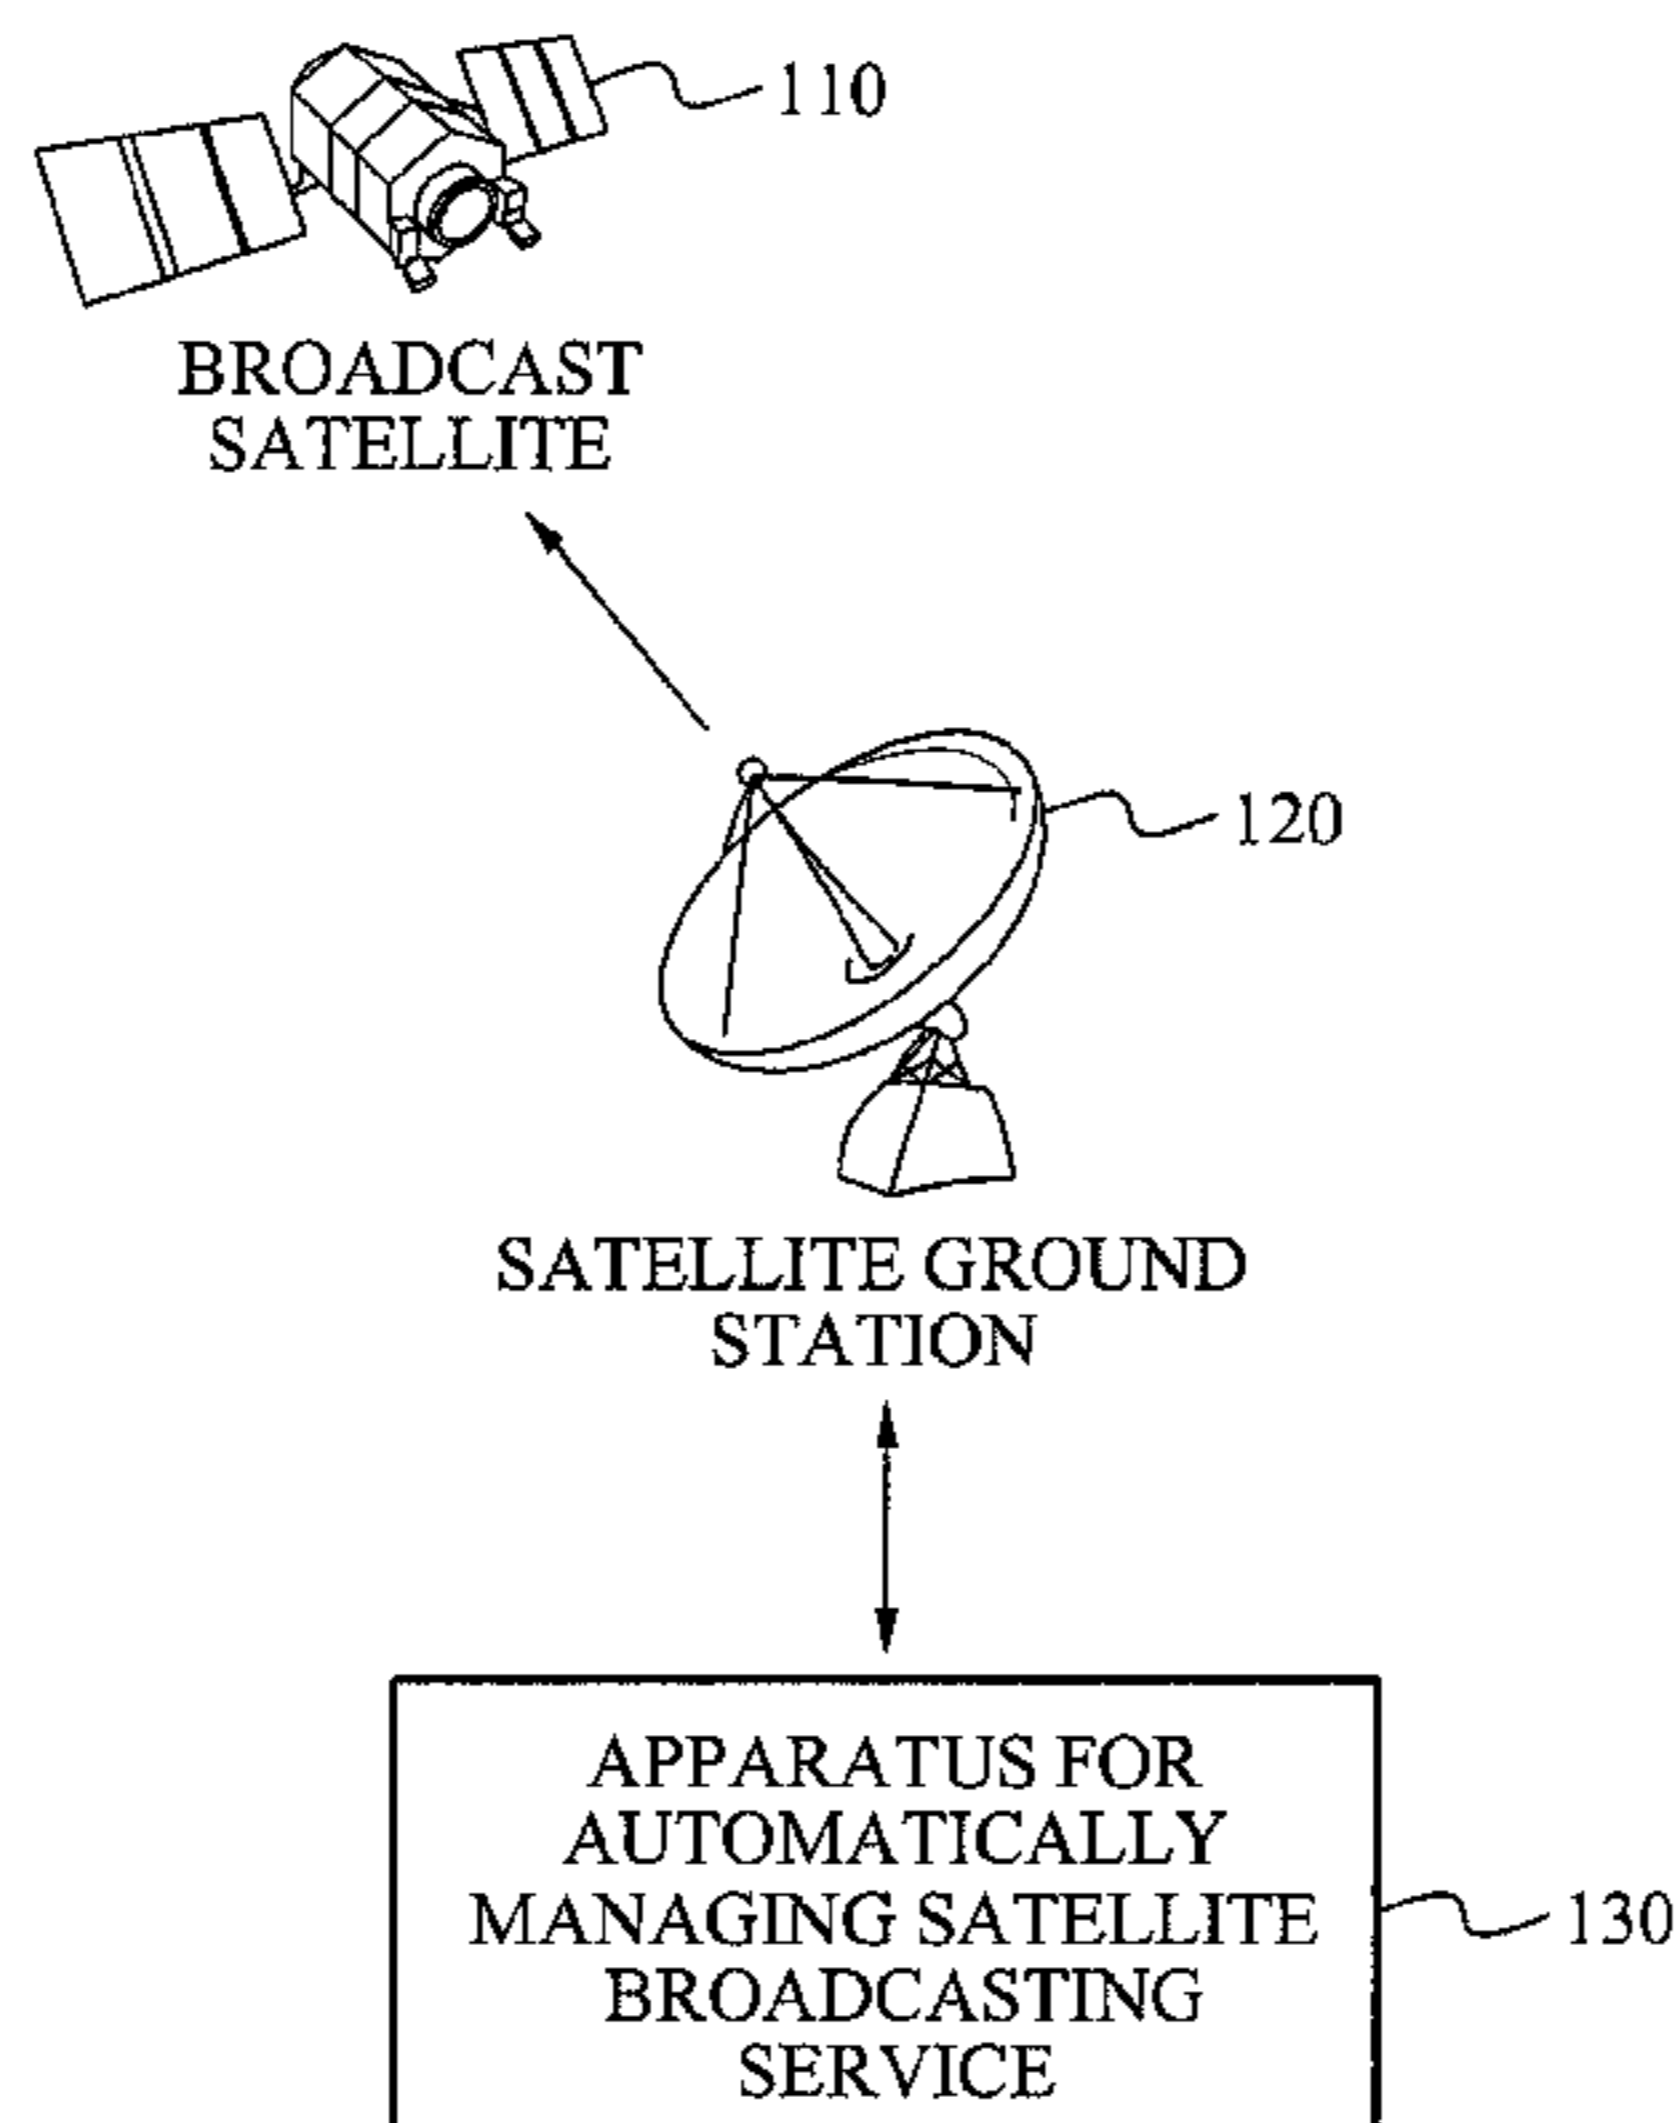 110
BROADCAST
SATELLITE
120
SATELLITE GROUND
STATION
APPARATUS FOR
AUTOMATICALLY
MANAGING SATELLITE
130
BROADCASTING
SERVICE